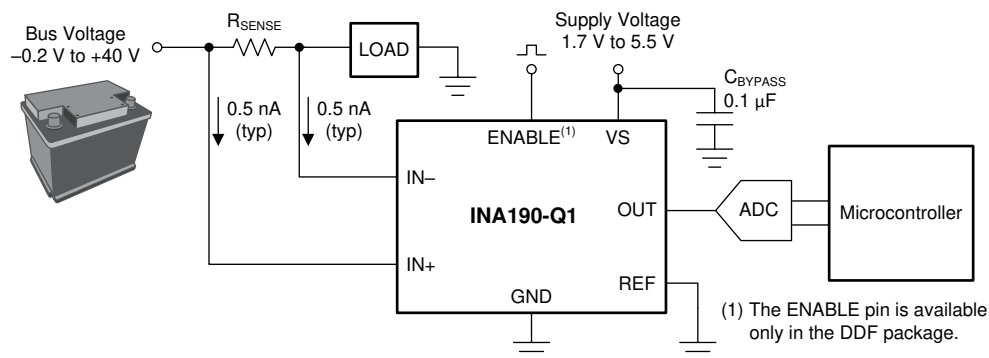 Bus Voltage
–0.2 V to +40 V
RSENSE
LOAD
Supply Voltage
1.7 V to 5.5 V
CBYPASS
0.1 µF
0.5 nA
(typ)
0.5 nA
(typ)
ENABLE(1)
VS
IN–
INA190-Q1
OUT
ADC
Microcontroller
IN+
REF
GND
(1) The ENABLE pin is available
only in the DDF package.